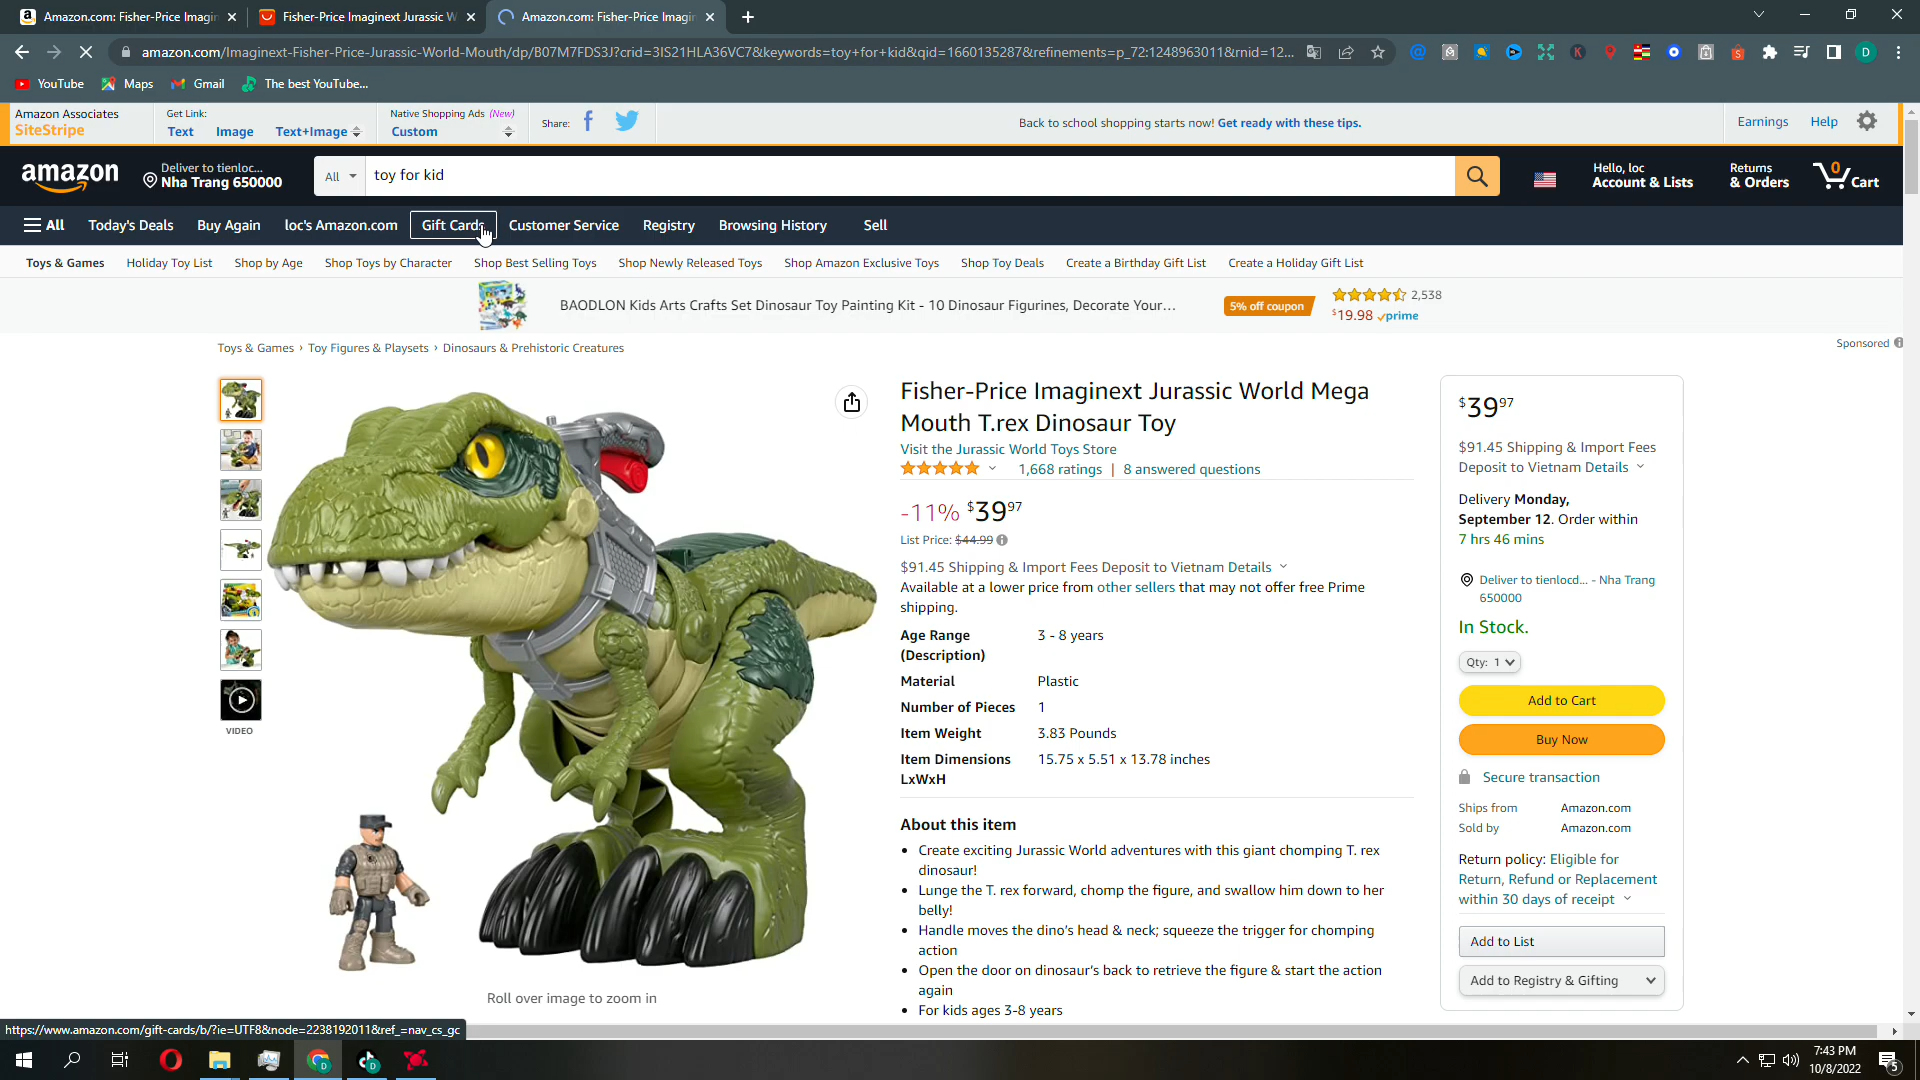 Amazon.com: Fisher-Price Imagin
Fisher-Price Imaginext Jurassic W
Amazon.com: Fisher-Price Imagin
amazon.com/Imaginext-Fisher-Price-Jurassic-World-Mouth/dp/B07M7FDS3J?crid=3IS21HLA36VC7&keywords=toy+for+kid&qid=1660135287&refinements=p_72:1248963011&rnid=12...
YouTube
Maps
Gmail
The best YouTube...
Amazon Associates
SiteStripe
Get Link:
Text Image Text+Image
Native Shopping Ads (New)
Custom
Share:
Back to school shopping starts now! Get ready with these tips.
Earnings
Help
amazon
Deliver to tienloc...
Nha Trang 650000
All
toy for kid
Hello, loc
Account & Lists
Returns
& Orders
0
Cart
All
Today's Deals
Buy Again
loc's Amazon.com
Gift Cards
Customer Service
Registry
Browsing History
Sell
Toys & Games
Holiday Toy List
Shop by Age
Shop Toys by Character
Shop Best Selling Toys
Shop Newly Released Toys
Shop Amazon Exclusive Toys
Shop Toy Deals
Create a Birthday Gift List
Create a Holiday Gift List
BAODLON Kids Arts Crafts Set Dinosaur Toy Painting Kit - 10 Dinosaur Figurines, Decorate Your...
5% off coupon
2,538
$19.98 prime
Toys & Games › Toy Figures & Playsets › Dinosaurs & Prehistoric Creatures
Sponsored
VIDEO
Roll over image to zoom in
Fisher-Price Imaginext Jurassic World Mega
Mouth T.rex Dinosaur Toy
Visit the Jurassic World Toys Store
1,668 ratings | 8 answered questions
-11% $39 97
List Price: $44.99
$91.45 Shipping & Import Fees Deposit to Vietnam Details
Available at a lower price from other sellers that may not offer free Prime
shipping.
Age Range 3 - 8 years
(Description)
Material Plastic
Number of Pieces 1
Item Weight 3.83 Pounds
Item Dimensions 15.75 x 5.51 x 13.78 inches
LxWxH
About this item
• Create exciting Jurassic World adventures with this giant chomping T. rex
dinosaur!
• Lunge the T. rex forward, chomp the figure, and swallow him down to her
belly!
• Handle moves the dino's head & neck; squeeze the trigger for chomping
action
• Open the door on dinosaur's back to retrieve the figure & start the action
again
• For kids ages 3-8 years
$39 97
$91.45 Shipping & Import Fees
Deposit to Vietnam Details
Delivery Monday,
September 12. Order within
7 hrs 46 mins
Deliver to tienlocd... - Nha Trang
650000
In Stock.
Qty: 1
Add to Cart
Buy Now
Secure transaction
Ships from Amazon.com
Sold by Amazon.com
Return policy: Eligible for
Return, Refund or Replacement
within 30 days of receipt
Add to List
Add to Registry & Gifting
https://www.amazon.com/gift-cards/b/?ie=UTF8&node=2238192011&ref_=nav_cs_gc
7:43 PM
10/8/2022
5